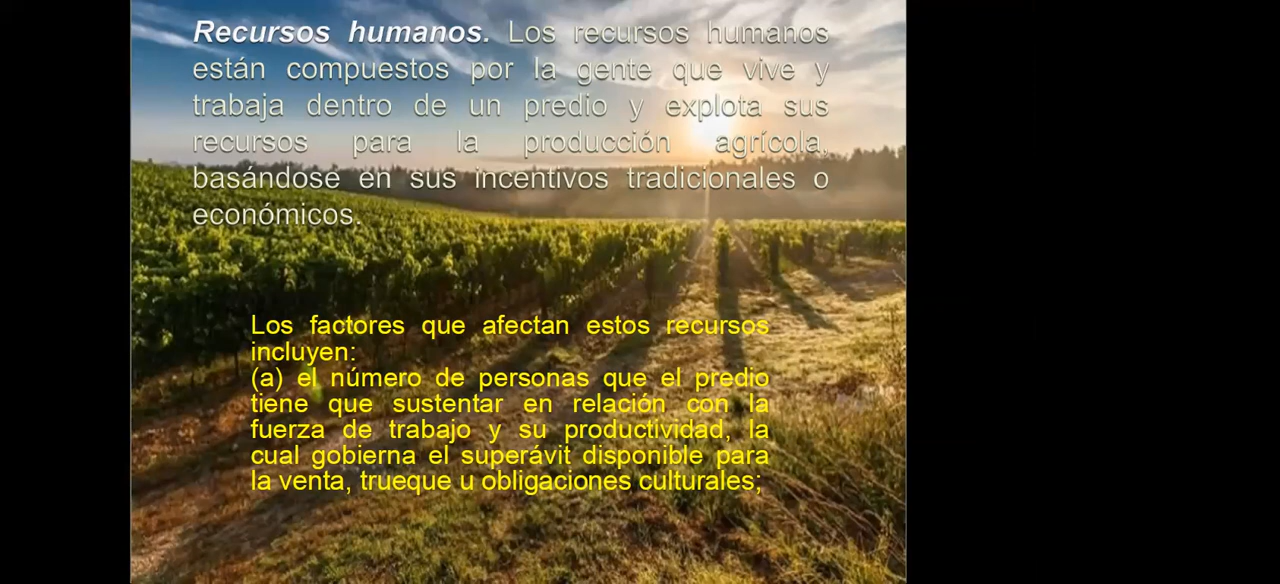 Recursos humanos. Los recursos humanos
están compuestos por la gente que vive y
trabaja dentro de un predio y explota sus
recursos para la producción agrícola,
basándose en sus incentivos tradicionales o
económicos.
Los factores que afectan estos recursos
incluyen:
(a) el número de personas que el predio
tiene que sustentar en relación con la
fuerza de trabajo y su productividad, la
cual gobierna el superávit disponible para
la venta, trueque u obligaciones culturales;